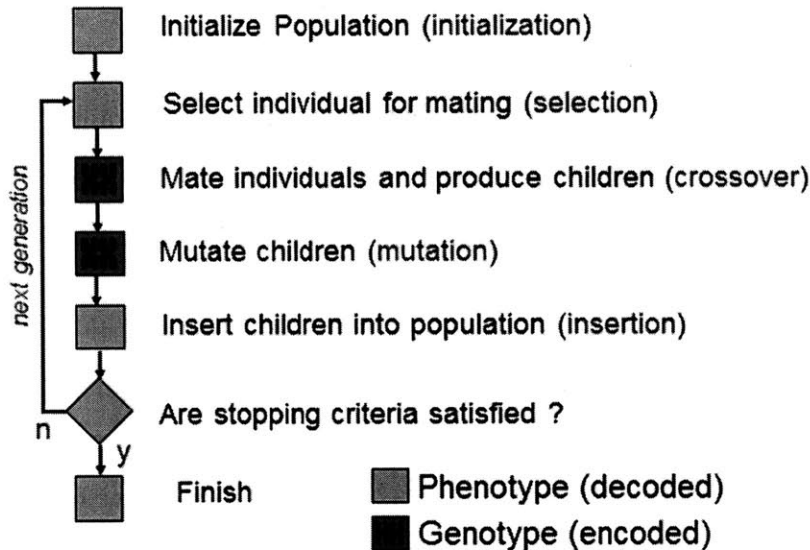 Initialize Population (initialization)
Select individual for mating (selection)
Mate individuals and produce children (crossover)
Mutate children (mutation)
Insert children into population (insertion)
next generation
Are stopping criteria satisfied ?
n
y
Finish
Phenotype (decoded)
Genotype (encoded)